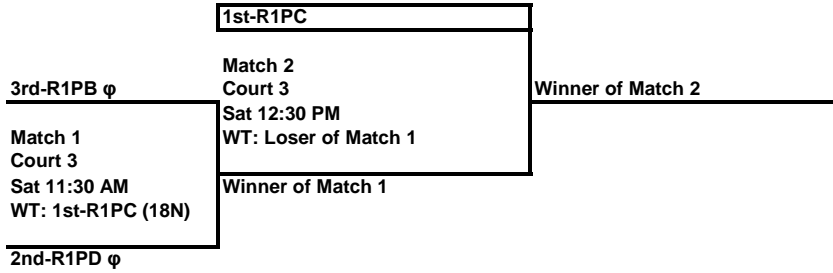 1st-R1PC
Match 2
3rd-R1PB φ
Court 3
Winner of Match 2
Sat 12:30 PM
Match 1
WT: Loser of Match 1
Court 3
Sat 11:30 AM
Winner of Match 1
WT: 1st-R1PC (18N)
2nd-R1PD φ